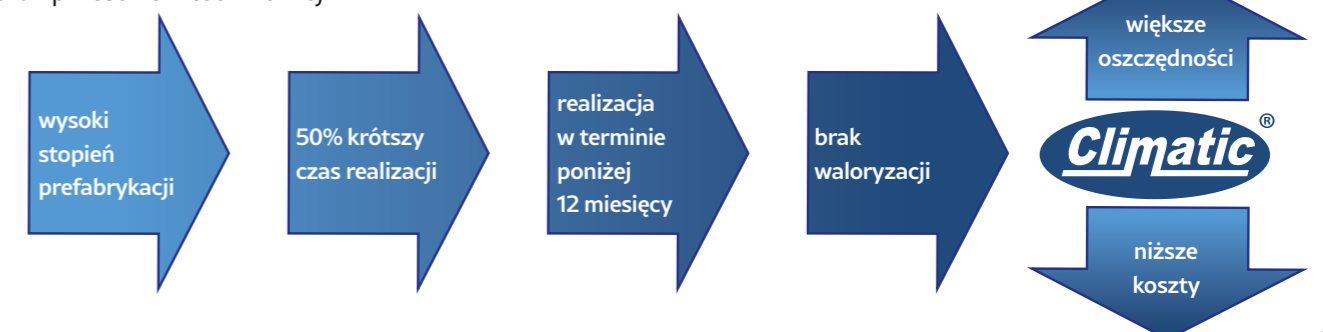 wysoki
stopień
prefabrykacji
50% krótszy
czas realizacji
realizacja
w terminie
poniżej
12 miesięcy
brak
waloryzacji
większe
oszczędności
Climatic®
niższe
koszty